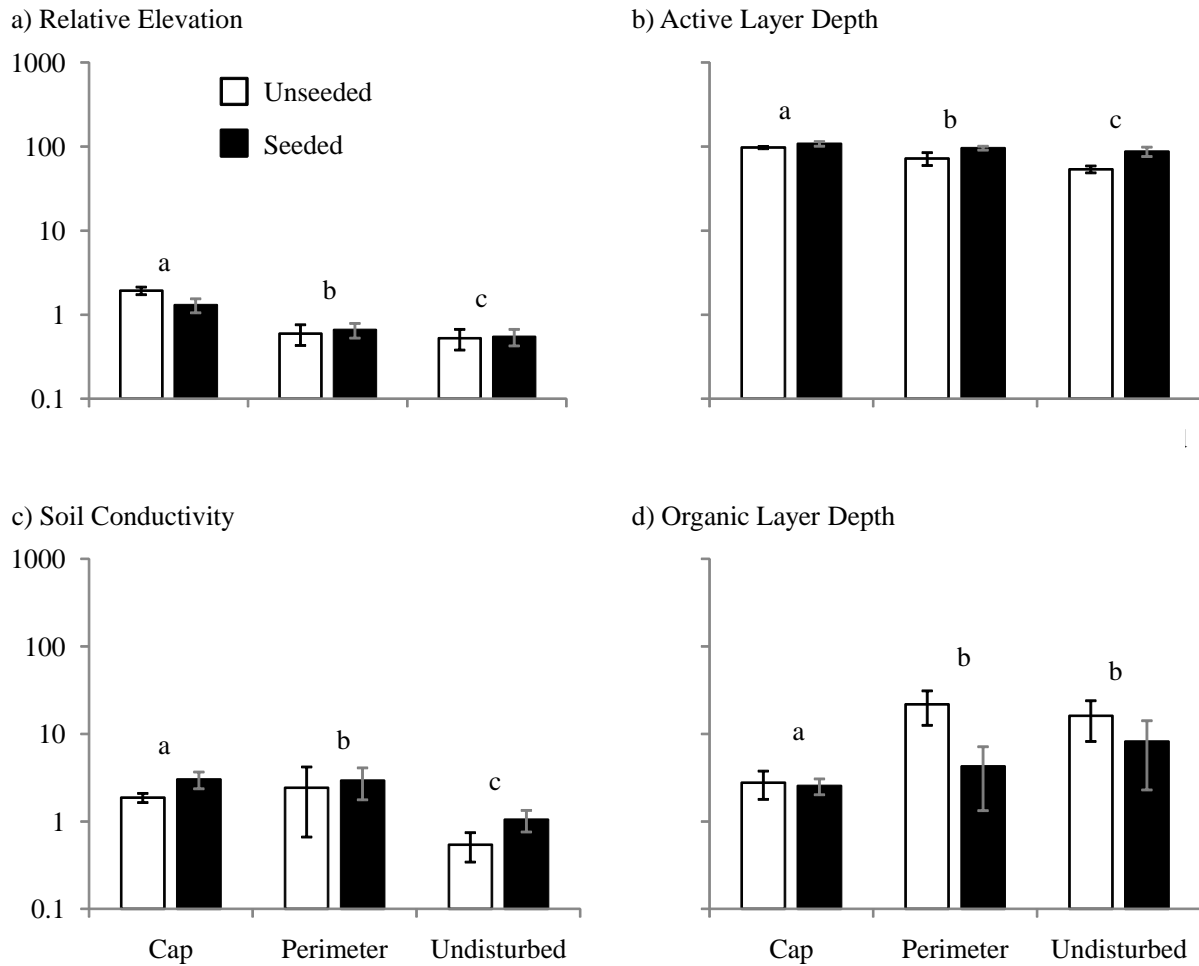 a) Relative Elevation
1000
100
10
1
0.1
Unseeded
Seeded
a
b
c
b) Active Layer Depth
a
b
c
c) Soil Conductivity
1000
100
10
1
0.1
a
b
c
Cap Perimeter Undisturbed
d) Organic Layer Depth
a
b
b
Cap Perimeter Undisturbed